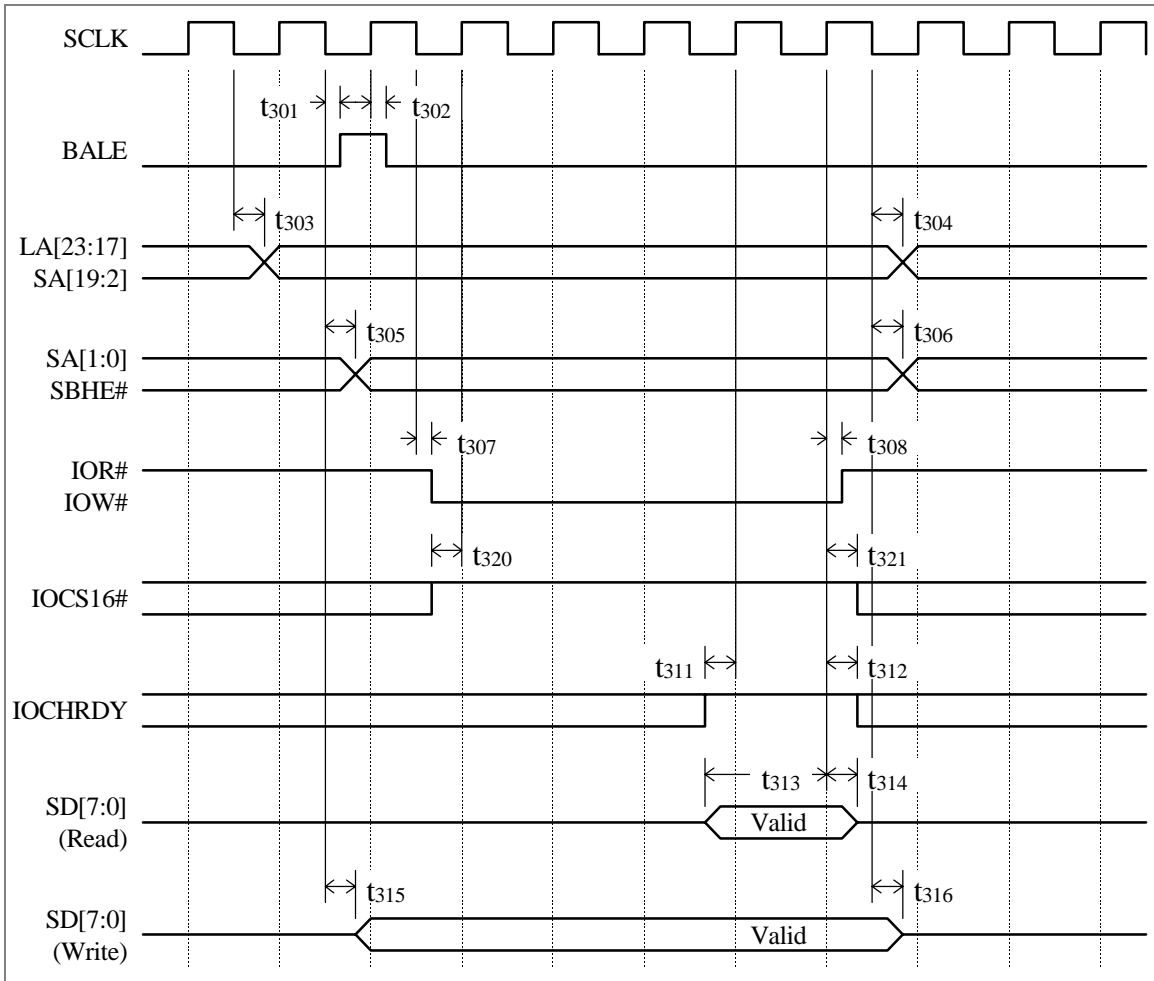 SCLK
t301 t302
BALE
t303 t304
LA[23:17]
SA[19:2]
t305 t306
SA[1:0]
SBHE#
t307 t308
IOR#
IOW#
t320 t321
IOCS16#
t311 t312
IOCHRDY
t313 t314
SD[7:0]
Valid
(Read)
t315 t316
SD[7:0]
Valid
(Write)